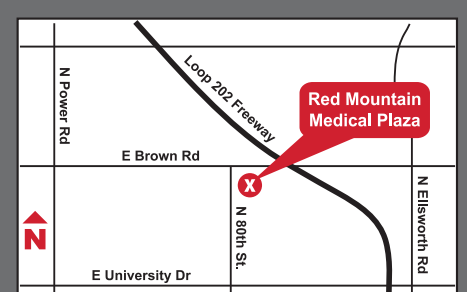 Loop 202 Freeway
N Power Rd
Red Mountain
Medical Plaza
E Brown Rd
X
N 80th St.
N Ellsworth Rd
N
E University Dr